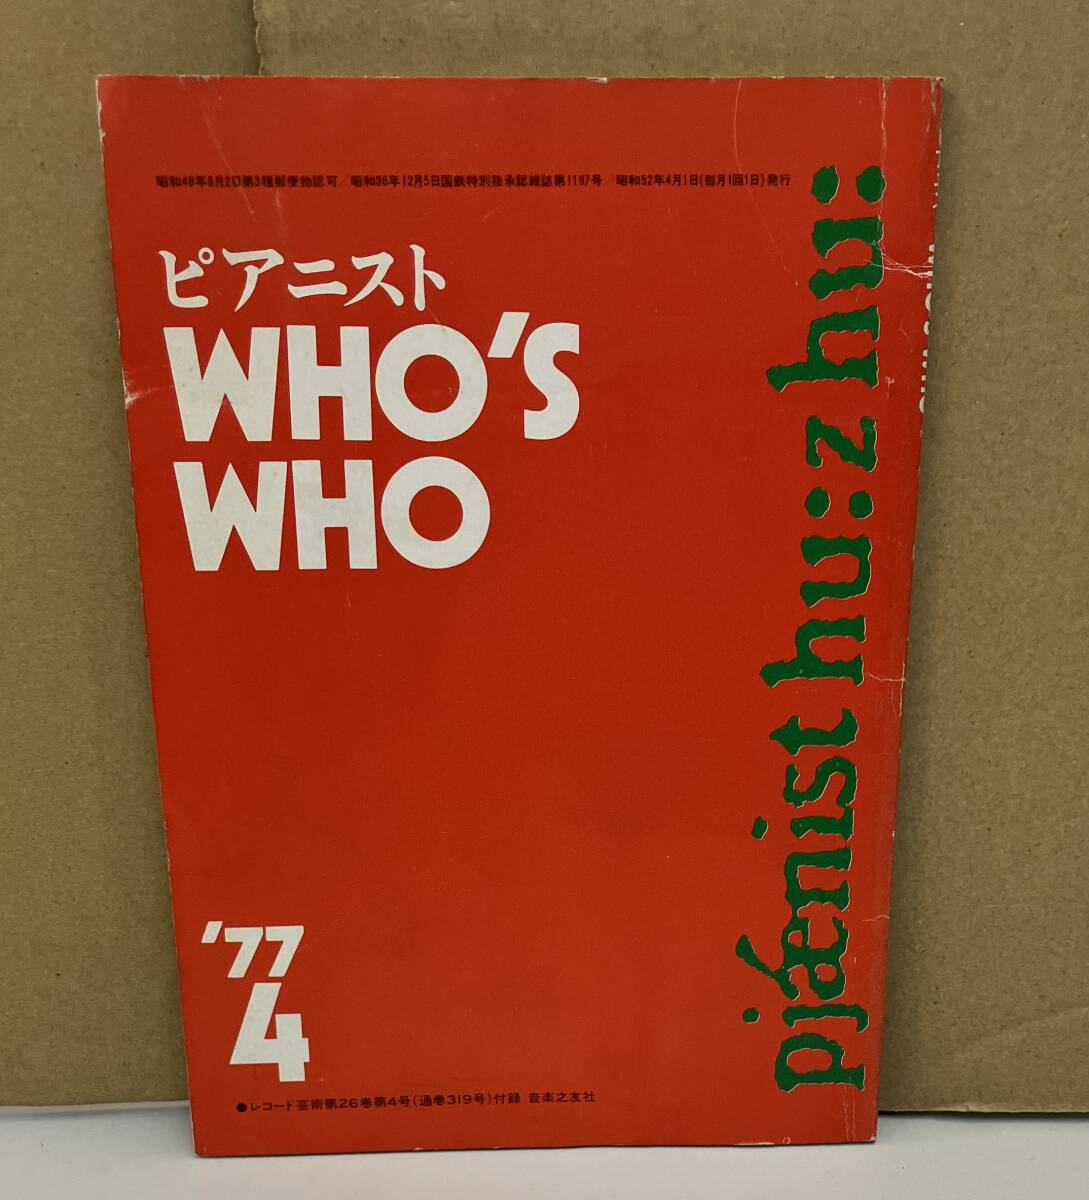 昭和48年8月2日第3種郵便物認可/昭和36年12月5日国鉄特別扱承認雑誌第1197号/昭和52年4月1日(毎月1回1日)発行
ピアニスト
WHO'S
WHO
pjǽnist hu:z hu:
'77
4
●レコード芸術第26巻第4号(通巻319号)付録 音楽之友社